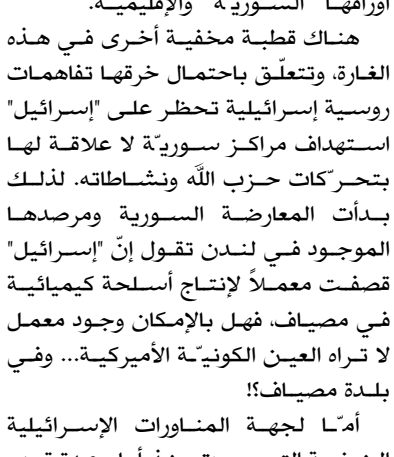 أوراقها السورية والإقليمية.
هناك قطبة مخفية أخرى في هذه
الغارة، وتتعلّق باحتمال خرقها تفاهمات
روسية إسرائيلية تحظر على "إسرائيل"
استهداف مراكز سوريّة لا علاقة لها
بتحرّكات حزب اللّه ونشاطاته. لذلك
بدأت المعارضة السورية ومرصدها
الموجود في لندن تقول إنّ "إسرائيل"
قصفت معملاً لإنتاج أسلحة كيميائية
في مصياف، فهل بالإمكان وجود معمل
لا تراه العين الكونيّة الأميركية... وفي
بلدة مصياف؟!
أمّا لجهة المناورات الإسرائيلية